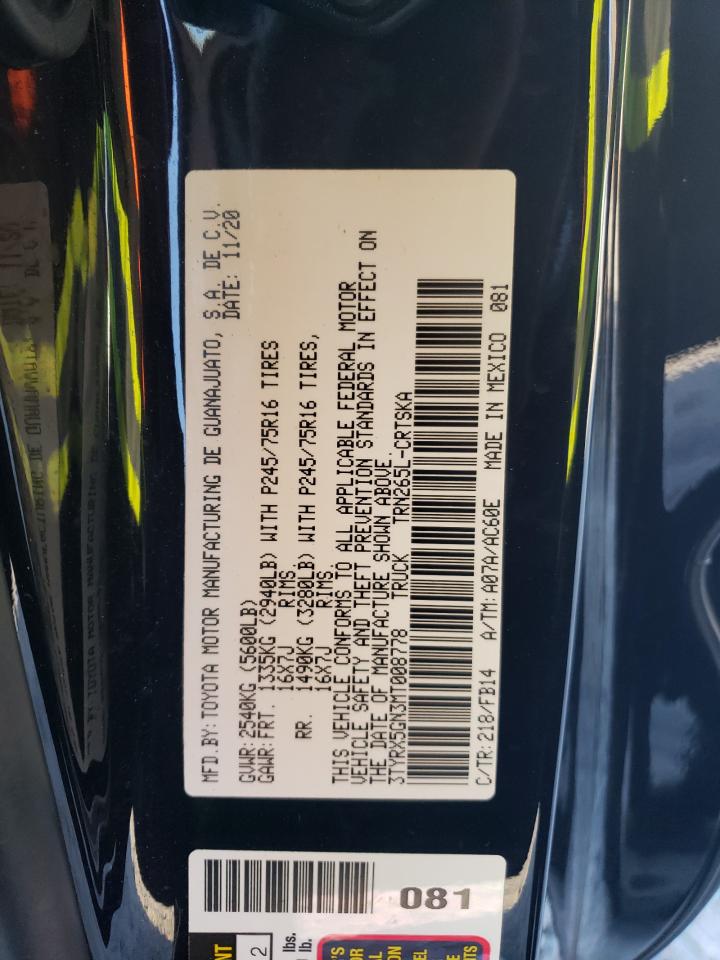 MFD.BY:TOYOTA MOTOR MANUFACTURING DE GUANAJUATO, S.A. DE C.V.
DATE: 11/20
GVWR:2540KG (5600LB)
GAWR:FRT. 1335KG (2940LB) WITH P245/75R16 TIRES
16X7J RIMS
RR. 1490KG (3280LB) WITH P245/75R16 TIRES,
16X7J RIMS
THIS VEHICLE CONFORMS TO ALL APPLICABLE FEDERAL MOTOR
VEHICLE SAFETY AND THEFT PREVENTION STANDARDS IN EFFECT ON
THE DATE OF MANUFACTURE SHOWN ABOVE.
3TYRX5GN3MT008778 TRUCK TRN265L-CRTSKA
C/TR:218/FB14 A/TM:A07A/AC60E MADE IN MEXICO 081
081
2
lbs.
lb.